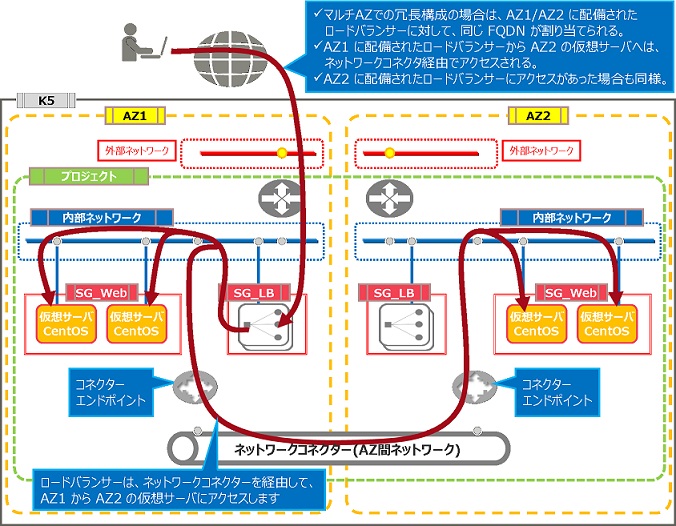 ✓マルチAZでの冗長構成の場合は、AZ1/AZ2 に配備された
ロードバランサーに対して、同じ FQDN が割り当てられる。
✓AZ1 に配備されたロードバランサーから AZ2 の仮想サーバへは、
ネットワークコネクタ経由でアクセスされる。
✓AZ2 に配備されたロードバランサーにアクセスがあった場合も同様。
K5
AZ1
AZ2
外部ネットワーク
外部ネットワーク
プロジェクト
内部ネットワーク
内部ネットワーク
SG_Web
SG_LB
SG_LB
SG_Web
仮想サーバ
CentOS
仮想サーバ
CentOS
仮想サーバ
CentOS
仮想サーバ
CentOS
コネクター
エンドポイント
コネクター
エンドポイント
ネットワークコネクター(AZ間ネットワーク)
ロードバランサーは、ネットワークコネクターを経由して、
AZ1 から AZ2 の仮想サーバにアクセスします